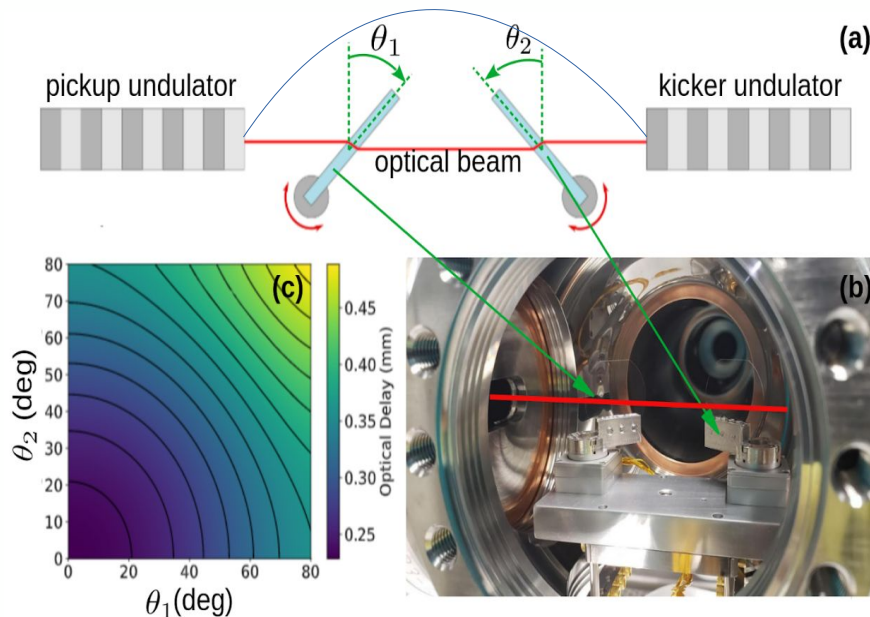 θ1
θ2
(a)
pickup undulator
kicker undulator
optical beam
(c)
80
70
60
50
40
30
20
10
0
θ2 (deg)
0
20
40
60
80
θ1(deg)
0.45
0.40
0.35
0.30
0.25
Optical Delay (mm)
(b)